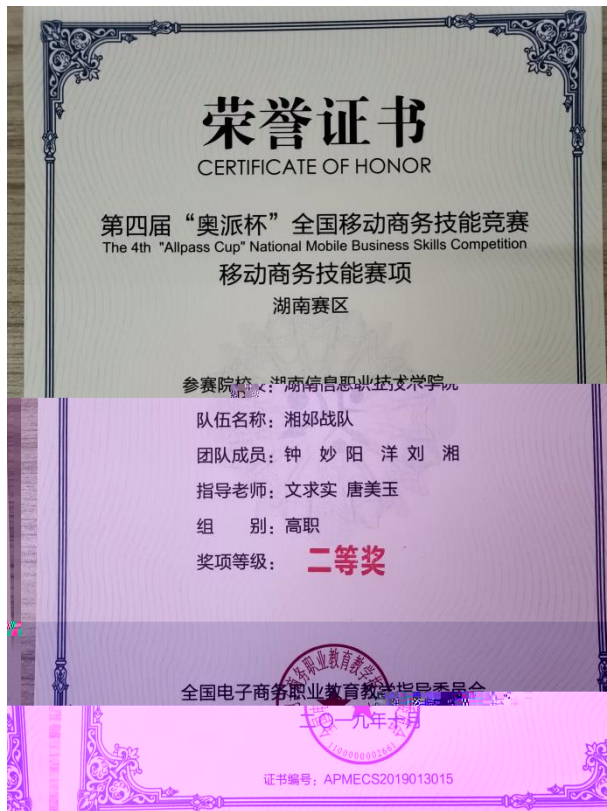 荣誉证书
CERTIFICATE OF HONOR
第四届“奥派杯”全国移动商务技能竞赛
The 4th "Allpass Cup" National Mobile Business Skills Competition
移动商务技能赛项
湖南赛区
参赛院校：湖南信息职业技术学院
队伍名称：湘邮战队
团队成员：钟 妙 阳 洋 刘 湘
指导老师：文求实 唐美玉
组 别：高职
奖项等级：二等奖
全国电子商务职业教育教学指导委员会
二〇一九年十月
1100000002601
证书编号：APMECS2019013015